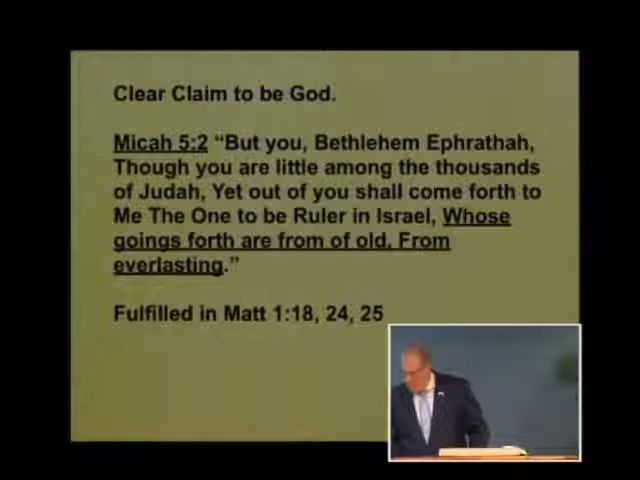 Clear Claim to be God.
Micah 5:2 “But you, Bethlehem Ephrathah,
Though you are little among the thousands
of Judah, Yet out of you shall come forth to
Me The One to be Ruler in Israel, Whose
goings forth are from of old, From
everlasting.”
Fulfilled in Matt 1:18, 24, 25